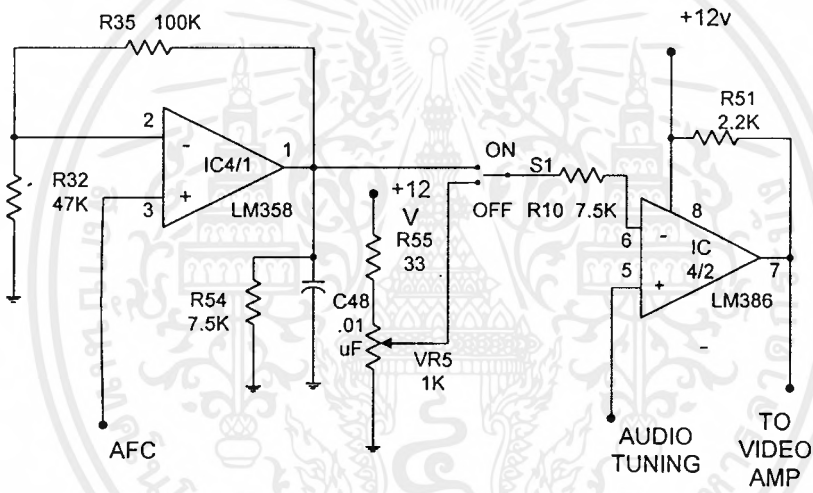 R35 100K
+12v
R51
2.2K
2
-
IC4/1
1
ON
S1
R32
47K
+
3
LM358
+12
V
OFF R10 7.5K
8
6
-
IC
4/2
7
R55
33
5
+
LM386
R54
7.5K
C48
.01
uF
VR5
1K
-
AFC
AUDIO
TUNING
TO
VIDEO
AMP